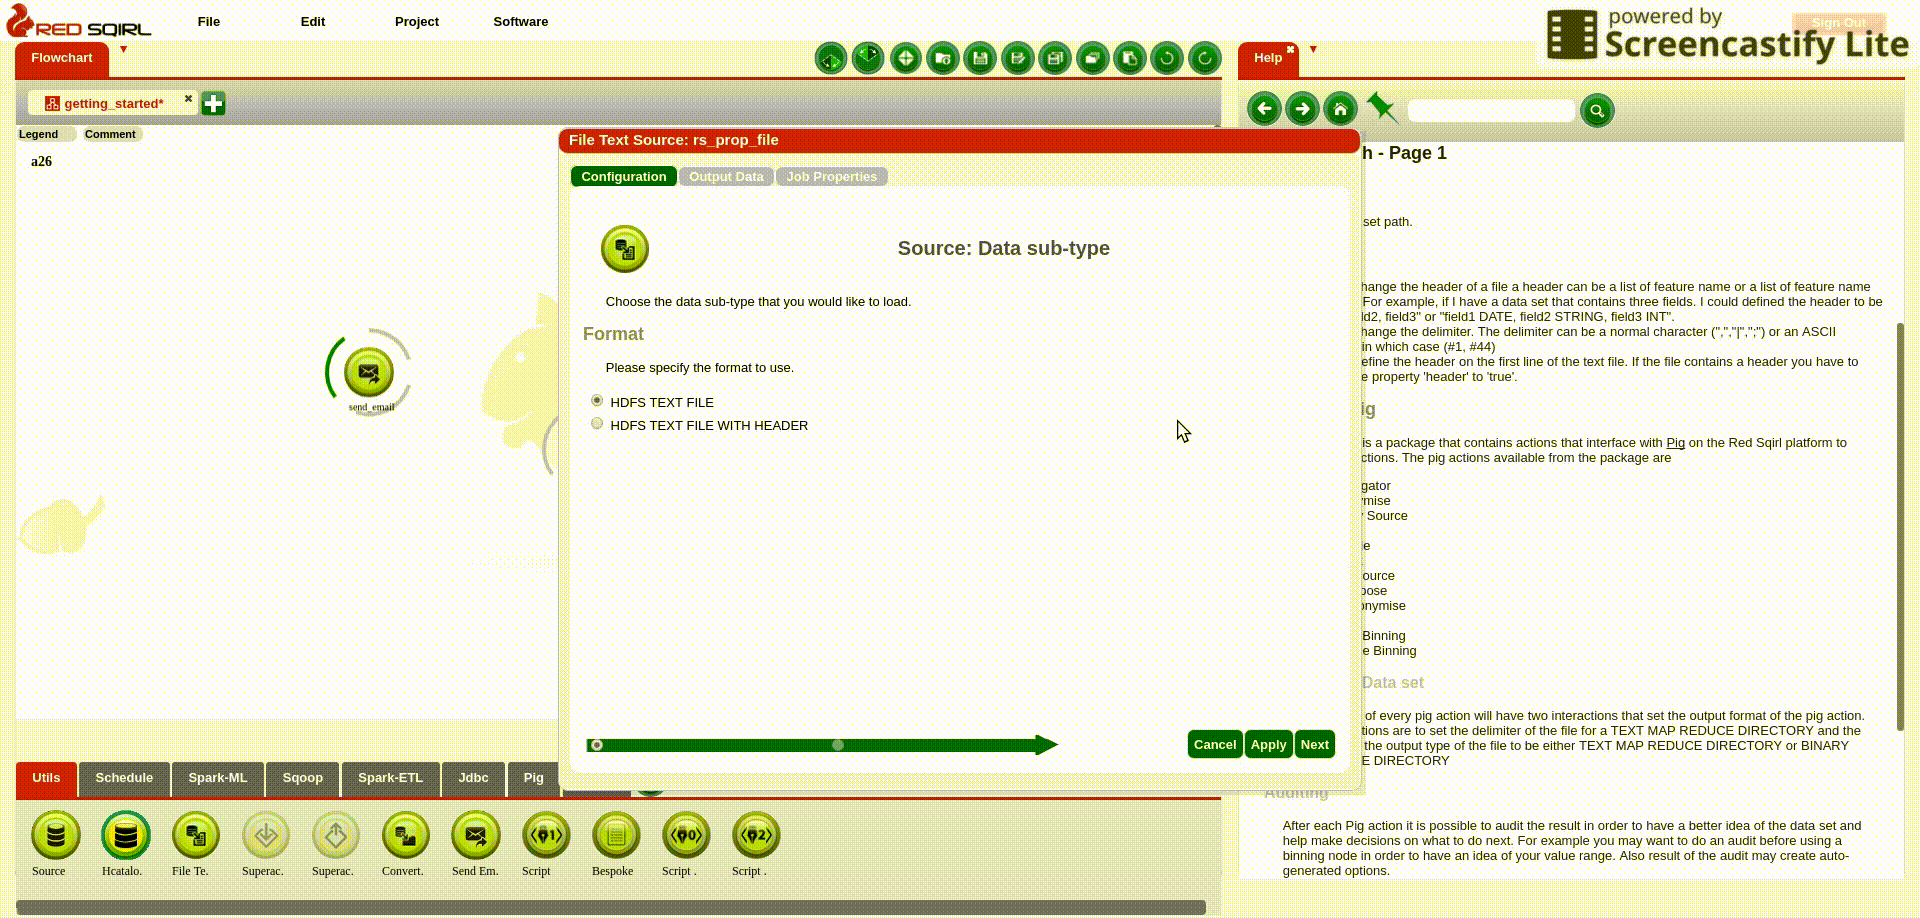 RED SQIRL
File
Edit
Project
Software
powered by
Screencastify Lite
Sign Out
Flowchart
Help
getting_started*
Legend
Comment
a26
send_email
File Text Source: rs_prop_file
Configuration
Output Data
Job Properties
Source: Data sub-type
Choose the data sub-type that you would like to load.
Format
Please specify the format to use.
HDFS TEXT FILE
HDFS TEXT FILE WITH HEADER
Cancel
Apply
Next
h - Page 1
set path.
hange the header of a file a header can be a list of feature name or a list of feature name
For example, if I have a data set that contains three fields. I could defined the header to be
ld2, field3" or "field1 DATE, field2 STRING, field3 INT".
hange the delimiter. The delimiter can be a normal character (",","|",";") or an ASCII
in which case (#1, #44)
efine the header on the first line of the text file. If the file contains a header you have to
e property 'header' to 'true'.
ig
is a package that contains actions that interface with Pig on the Red Sqirl platform to
ctions. The pig actions available from the package are
gator
ymise
Source
le
ource
pose
onymise
Binning
e Binning
Data set
of every pig action will have two interactions that set the output format of the pig action.
tions are to set the delimiter of the file for a TEXT MAP REDUCE DIRECTORY and the
the output type of the file to be either TEXT MAP REDUCE DIRECTORY or BINARY
E DIRECTORY
Auditing
After each Pig action it is possible to audit the result in order to have a better idea of the data set and
help make decisions on what to do next. For example you may want to do an audit before using a
binning node in order to have an idea of your value range. Also result of the audit may create auto-
generated options.
Utils
Schedule
Spark-ML
Sqoop
Spark-ETL
Jdbc
Pig
Source
Hcatalo.
File Te.
Superac.
Superac.
Convert.
Send Em.
Script
Bespoke
Script .
Script .